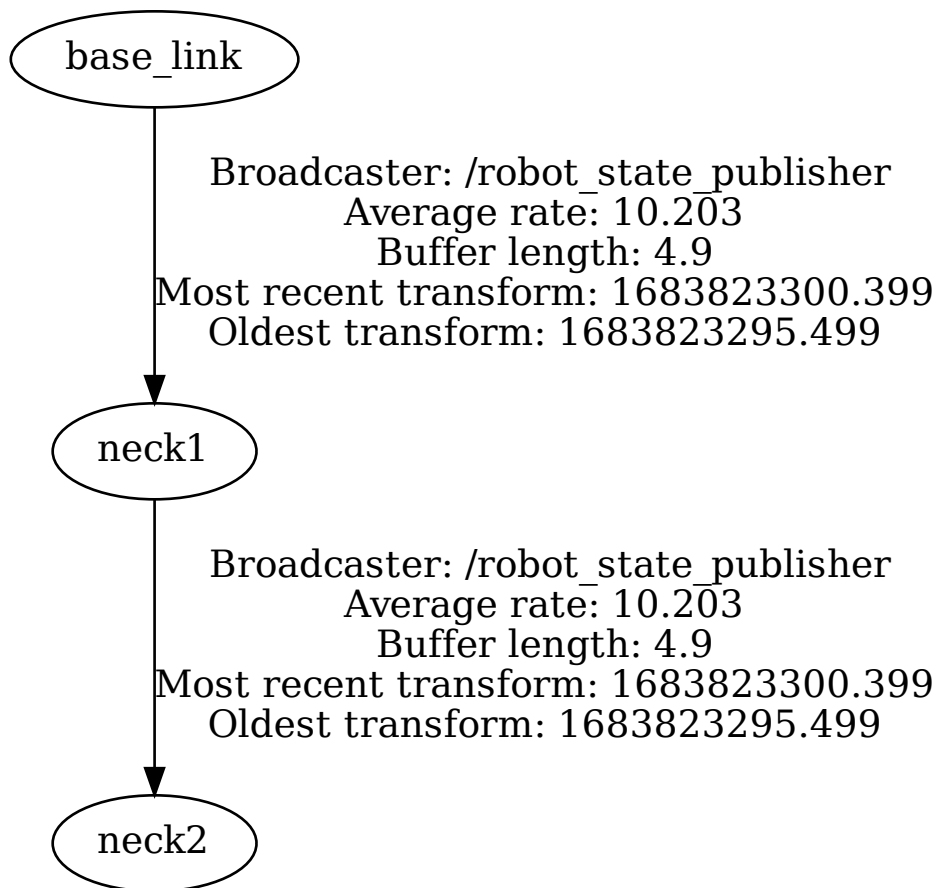 base_link
Broadcaster: /robot_state_publisher
Average rate: 10.203
Buffer length: 4.9
Most recent transform: 1683823300.399
Oldest transform: 1683823295.499
neck1
Broadcaster: /robot_state_publisher
Average rate: 10.203
Buffer length: 4.9
Most recent transform: 1683823300.399
Oldest transform: 1683823295.499
neck2